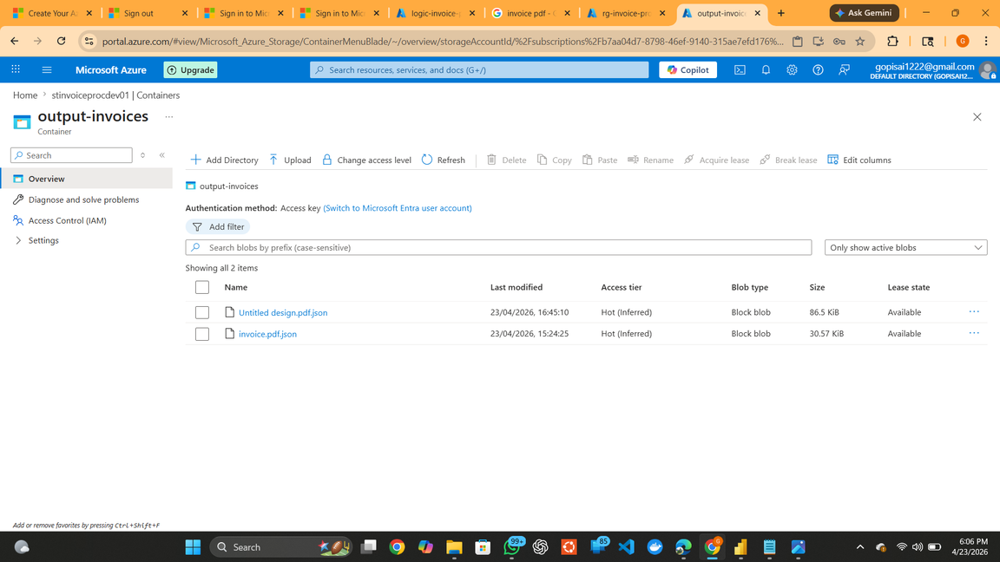 Create Your A
Sign out
Sign in to Mic
Sign in to Mic
logic-invoice-p
invoice pdf - G
rg-invoice-pro
output-invoic
Ask Gemini
portal.azure.com/#view/Microsoft_Azure_Storage/ContainerMenuBlade/~/overview/storageAccountId/%2Fsubscriptions%2Fb7aa04d7-8798-46ef-9140-315ae7efd176%...
G
Microsoft Azure
Upgrade
Search resources, services, and docs (G+/)
Copilot
gopisai1222@gmail.com
DEFAULT DIRECTORY (GOPISAI12...
Home > stinvoiceprocdev01 | Containers
output-invoices ...
Container
Search
Overview
Diagnose and solve problems
Access Control (IAM)
Settings
Add Directory Upload Change access level Refresh Delete Copy Paste Rename Acquire lease Break lease Edit columns
output-invoices
Authentication method: Access key (Switch to Microsoft Entra user account)
Add filter
Search blobs by prefix (case-sensitive)
Only show active blobs
Showing all 2 items
Name Last modified Access tier Blob type Size Lease state
Untitled design.pdf.json 23/04/2026, 16:45:10 Hot (Inferred) Block blob 86.5 KiB Available ...
invoice.pdf.json 23/04/2026, 15:24:25 Hot (Inferred) Block blob 30.57 KiB Available ...
Add or remove favorites by pressing Ctrl+Shift+F
Search
99+
85
G
6:06 PM
4/23/2026